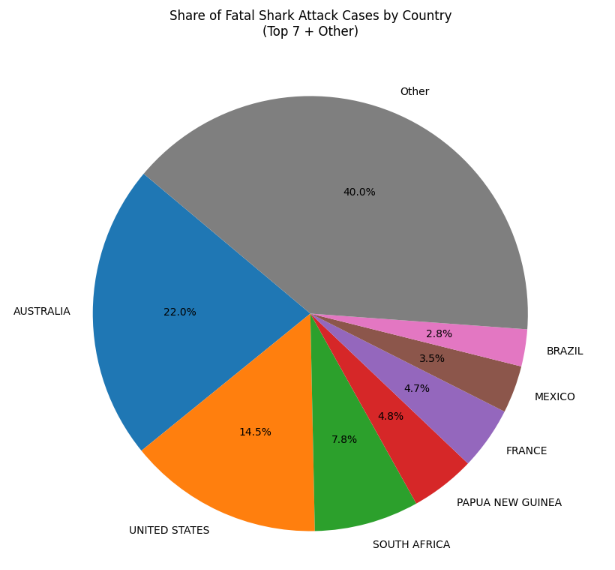 Share of Fatal Shark Attack Cases by Country
(Top 7 + Other)
Other
40.0%
AUSTRALIA
22.0%
UNITED STATES
14.5%
SOUTH AFRICA
7.8%
PAPUA NEW GUINEA
4.8%
FRANCE
4.7%
MEXICO
3.5%
BRAZIL
2.8%